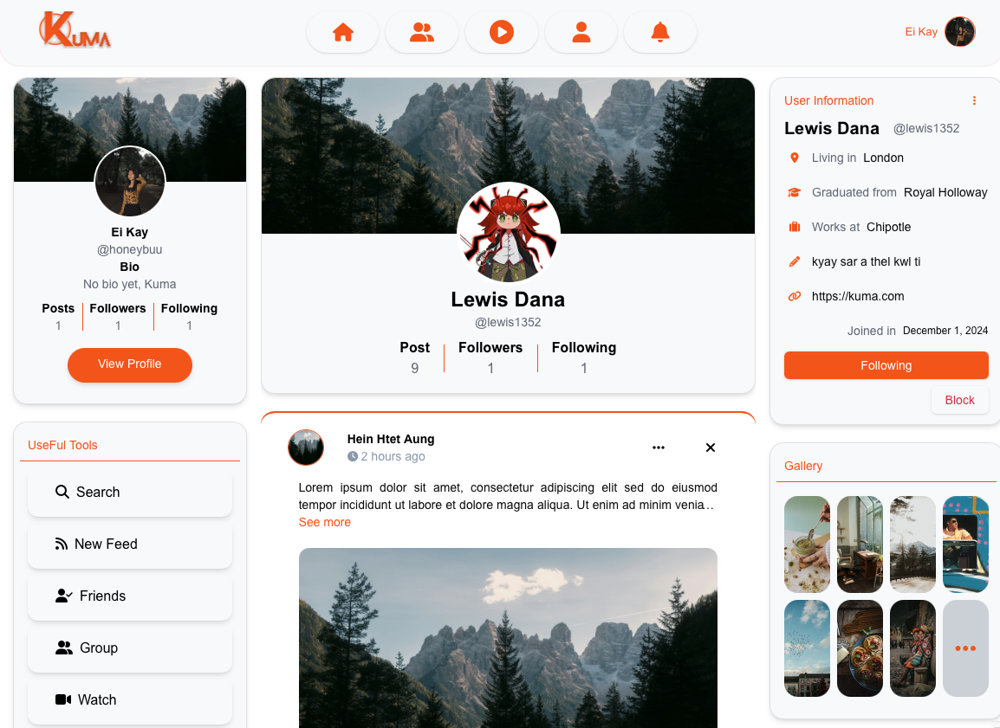 KUMA
Ei Kay
Ei Kay
@honeybuu
Bio
No bio yet, Kuma
Posts Followers Following
1 1 1
View Profile
UseFul Tools
Search
New Feed
Friends
Group
Watch
Lewis Dana
@lewis1352
Post Followers Following
9 1 1
Hein Htet Aung
2 hours ago
Lorem ipsum dolor sit amet, consectetur adipiscing elit sed do eiusmod
tempor incididunt ut labore et dolore magna aliqua. Ut enim ad minim venia...
See more
User Information
Lewis Dana @lewis1352
Living in London
Graduated from Royal Holloway
Works at Chipotle
kyay sar a thel kwl ti
https://kuma.com
Joined in December 1, 2024
Following
Block
Gallery